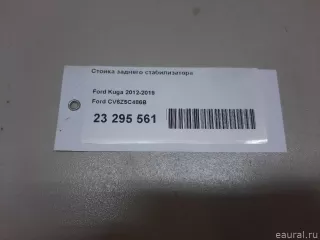 Стойка заднего стабилизатора
Ford Kuga 2012-2019
Ford CV6Z5C486B
23 295 561
eaural.ru